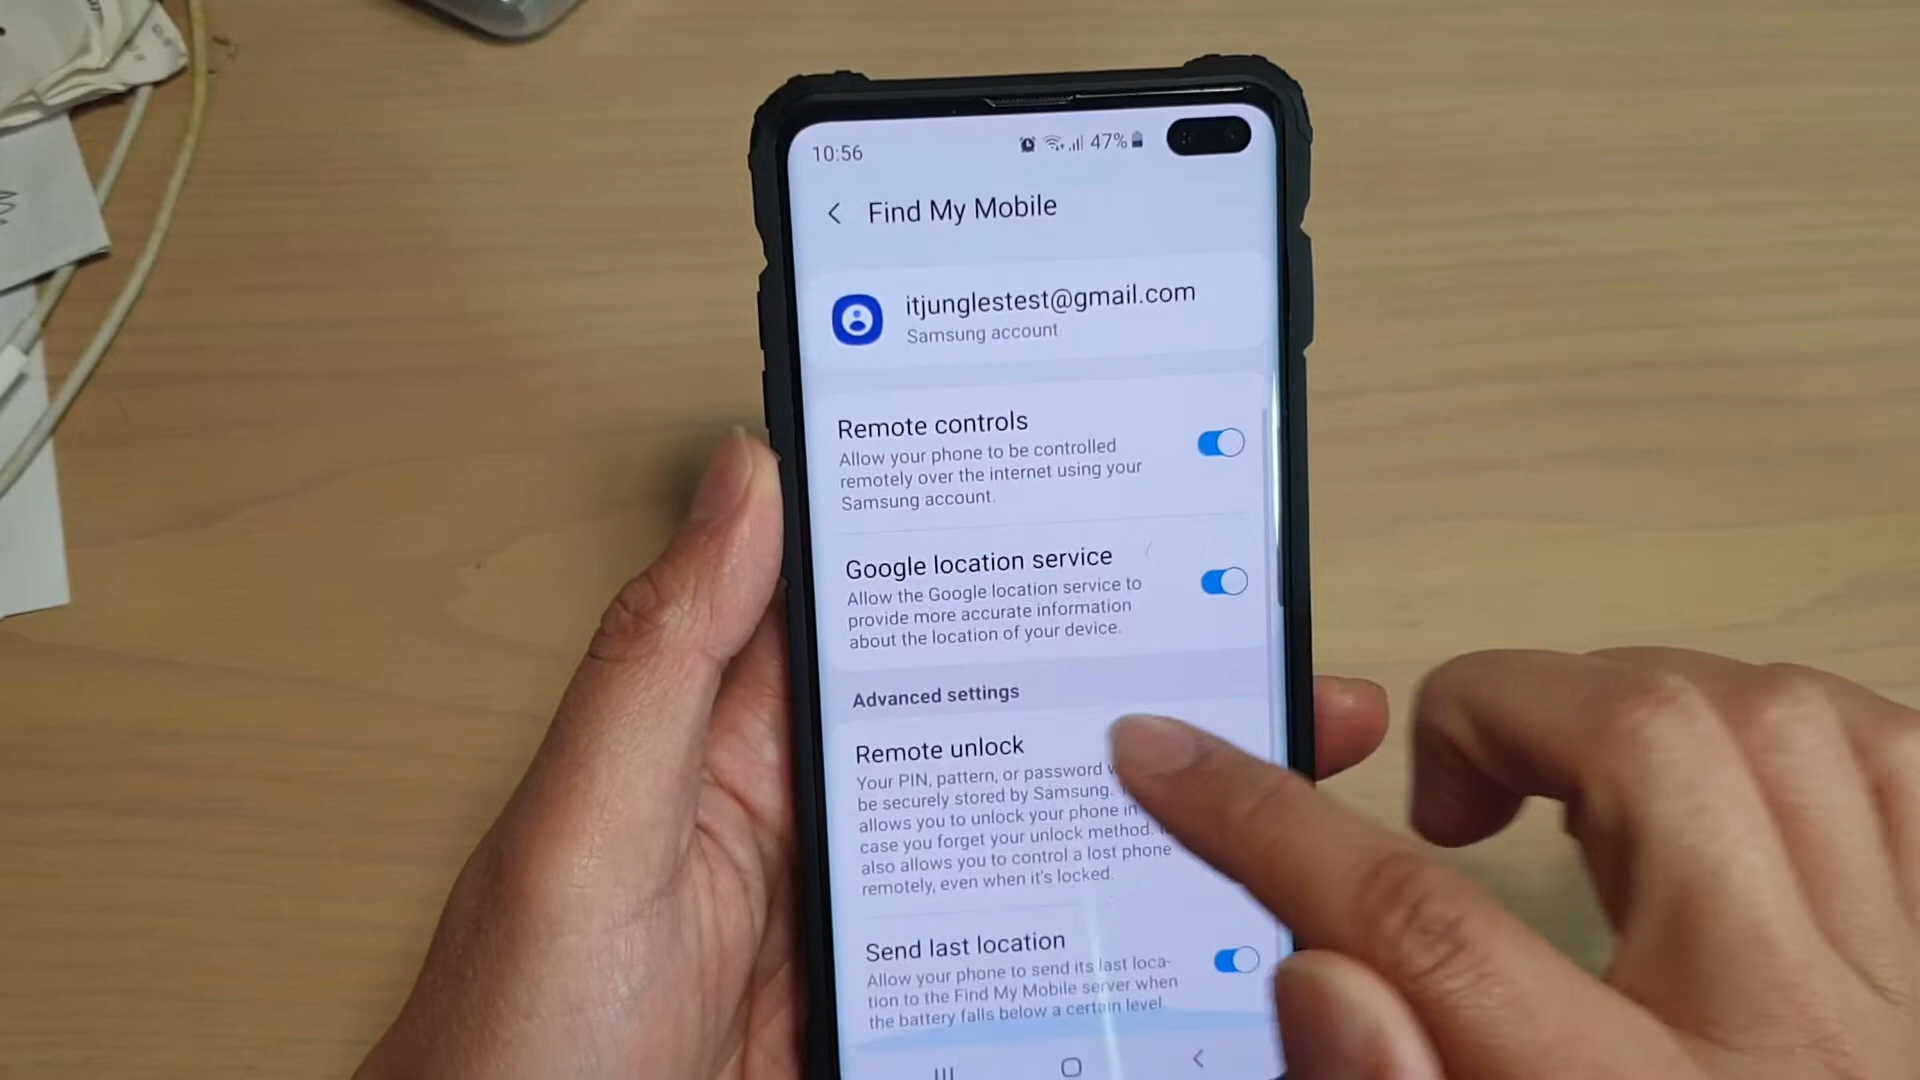 10:56
47%
Find My Mobile
itjunglestest@gmail.com
Samsung account
Remote controls
Allow your phone to be controlled
remotely over the internet using your
Samsung account.
Google location service
Allow the Google location service to
provide more accurate information
about the location of your device.
Advanced settings
Remote unlock
Your PIN, pattern, or password
be securely stored by Samsung.
allows you to unlock your phone in
case you forget your unlock method.
also allows you to control a lost phone
remotely, even when it's locked.
Send last location
Allow your phone to send its last loca-
tion to the Find My Mobile server when
the battery falls below a certain level.